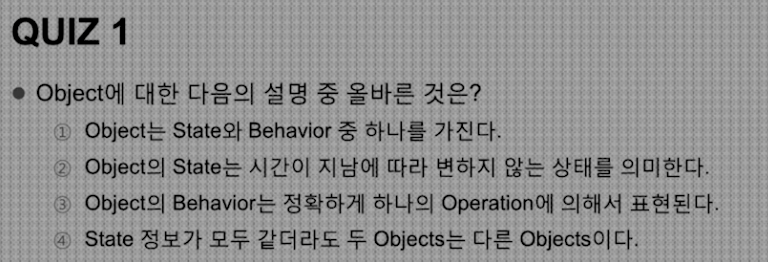 QUIZ 1
● Object에 대한 다음의 설명 중 올바른 것은?
① Object는 State와 Behavior 중 하나를 가진다.
② Object의 State는 시간이 지남에 따라 변하지 않는 상태를 의미한다.
③ Object의 Behavior는 정확하게 하나의 Operation에 의해서 표현된다.
④ State 정보가 모두 같더라도 두 Objects는 다른 Objects이다.